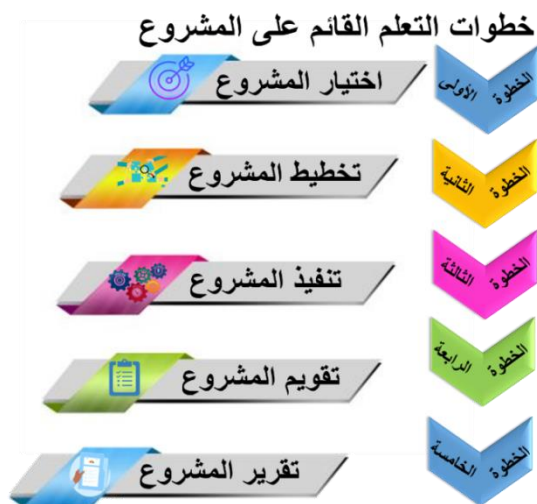 خطوات التعلم القائم على المشروع
الخطوة الأولى
اختيار المشروع
الخطوة الثانية
تخطيط المشروع
الخطوة الثالثة
تنفيذ المشروع
الخطوة الرابعة
تقويم المشروع
الخطوة الخامسة
تقرير المشروع